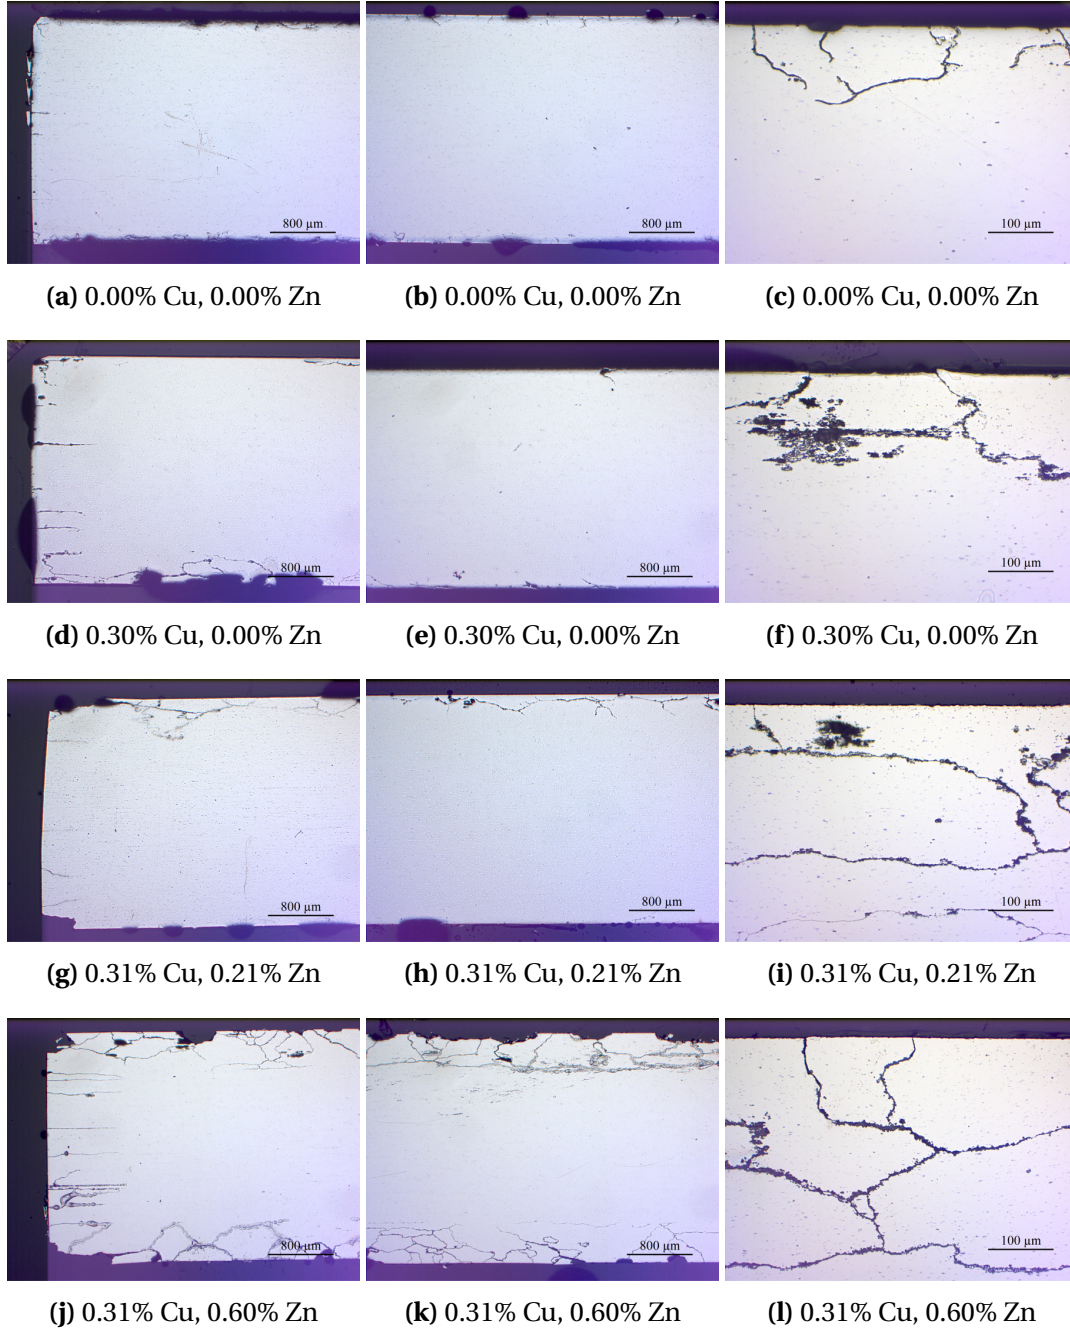 800 µm 800 µm 100 µm
(a) 0.00% Cu, 0.00% Zn (b) 0.00% Cu, 0.00% Zn (c) 0.00% Cu, 0.00% Zn
800 µm 800 µm 100 µm
(d) 0.30% Cu, 0.00% Zn (e) 0.30% Cu, 0.00% Zn (f) 0.30% Cu, 0.00% Zn
800 µm 800 µm 100 µm
(g) 0.31% Cu, 0.21% Zn (h) 0.31% Cu, 0.21% Zn (i) 0.31% Cu, 0.21% Zn
800 µm 800 µm 100 µm
(j) 0.31% Cu, 0.60% Zn (k) 0.31% Cu, 0.60% Zn (l) 0.31% Cu, 0.60% Zn